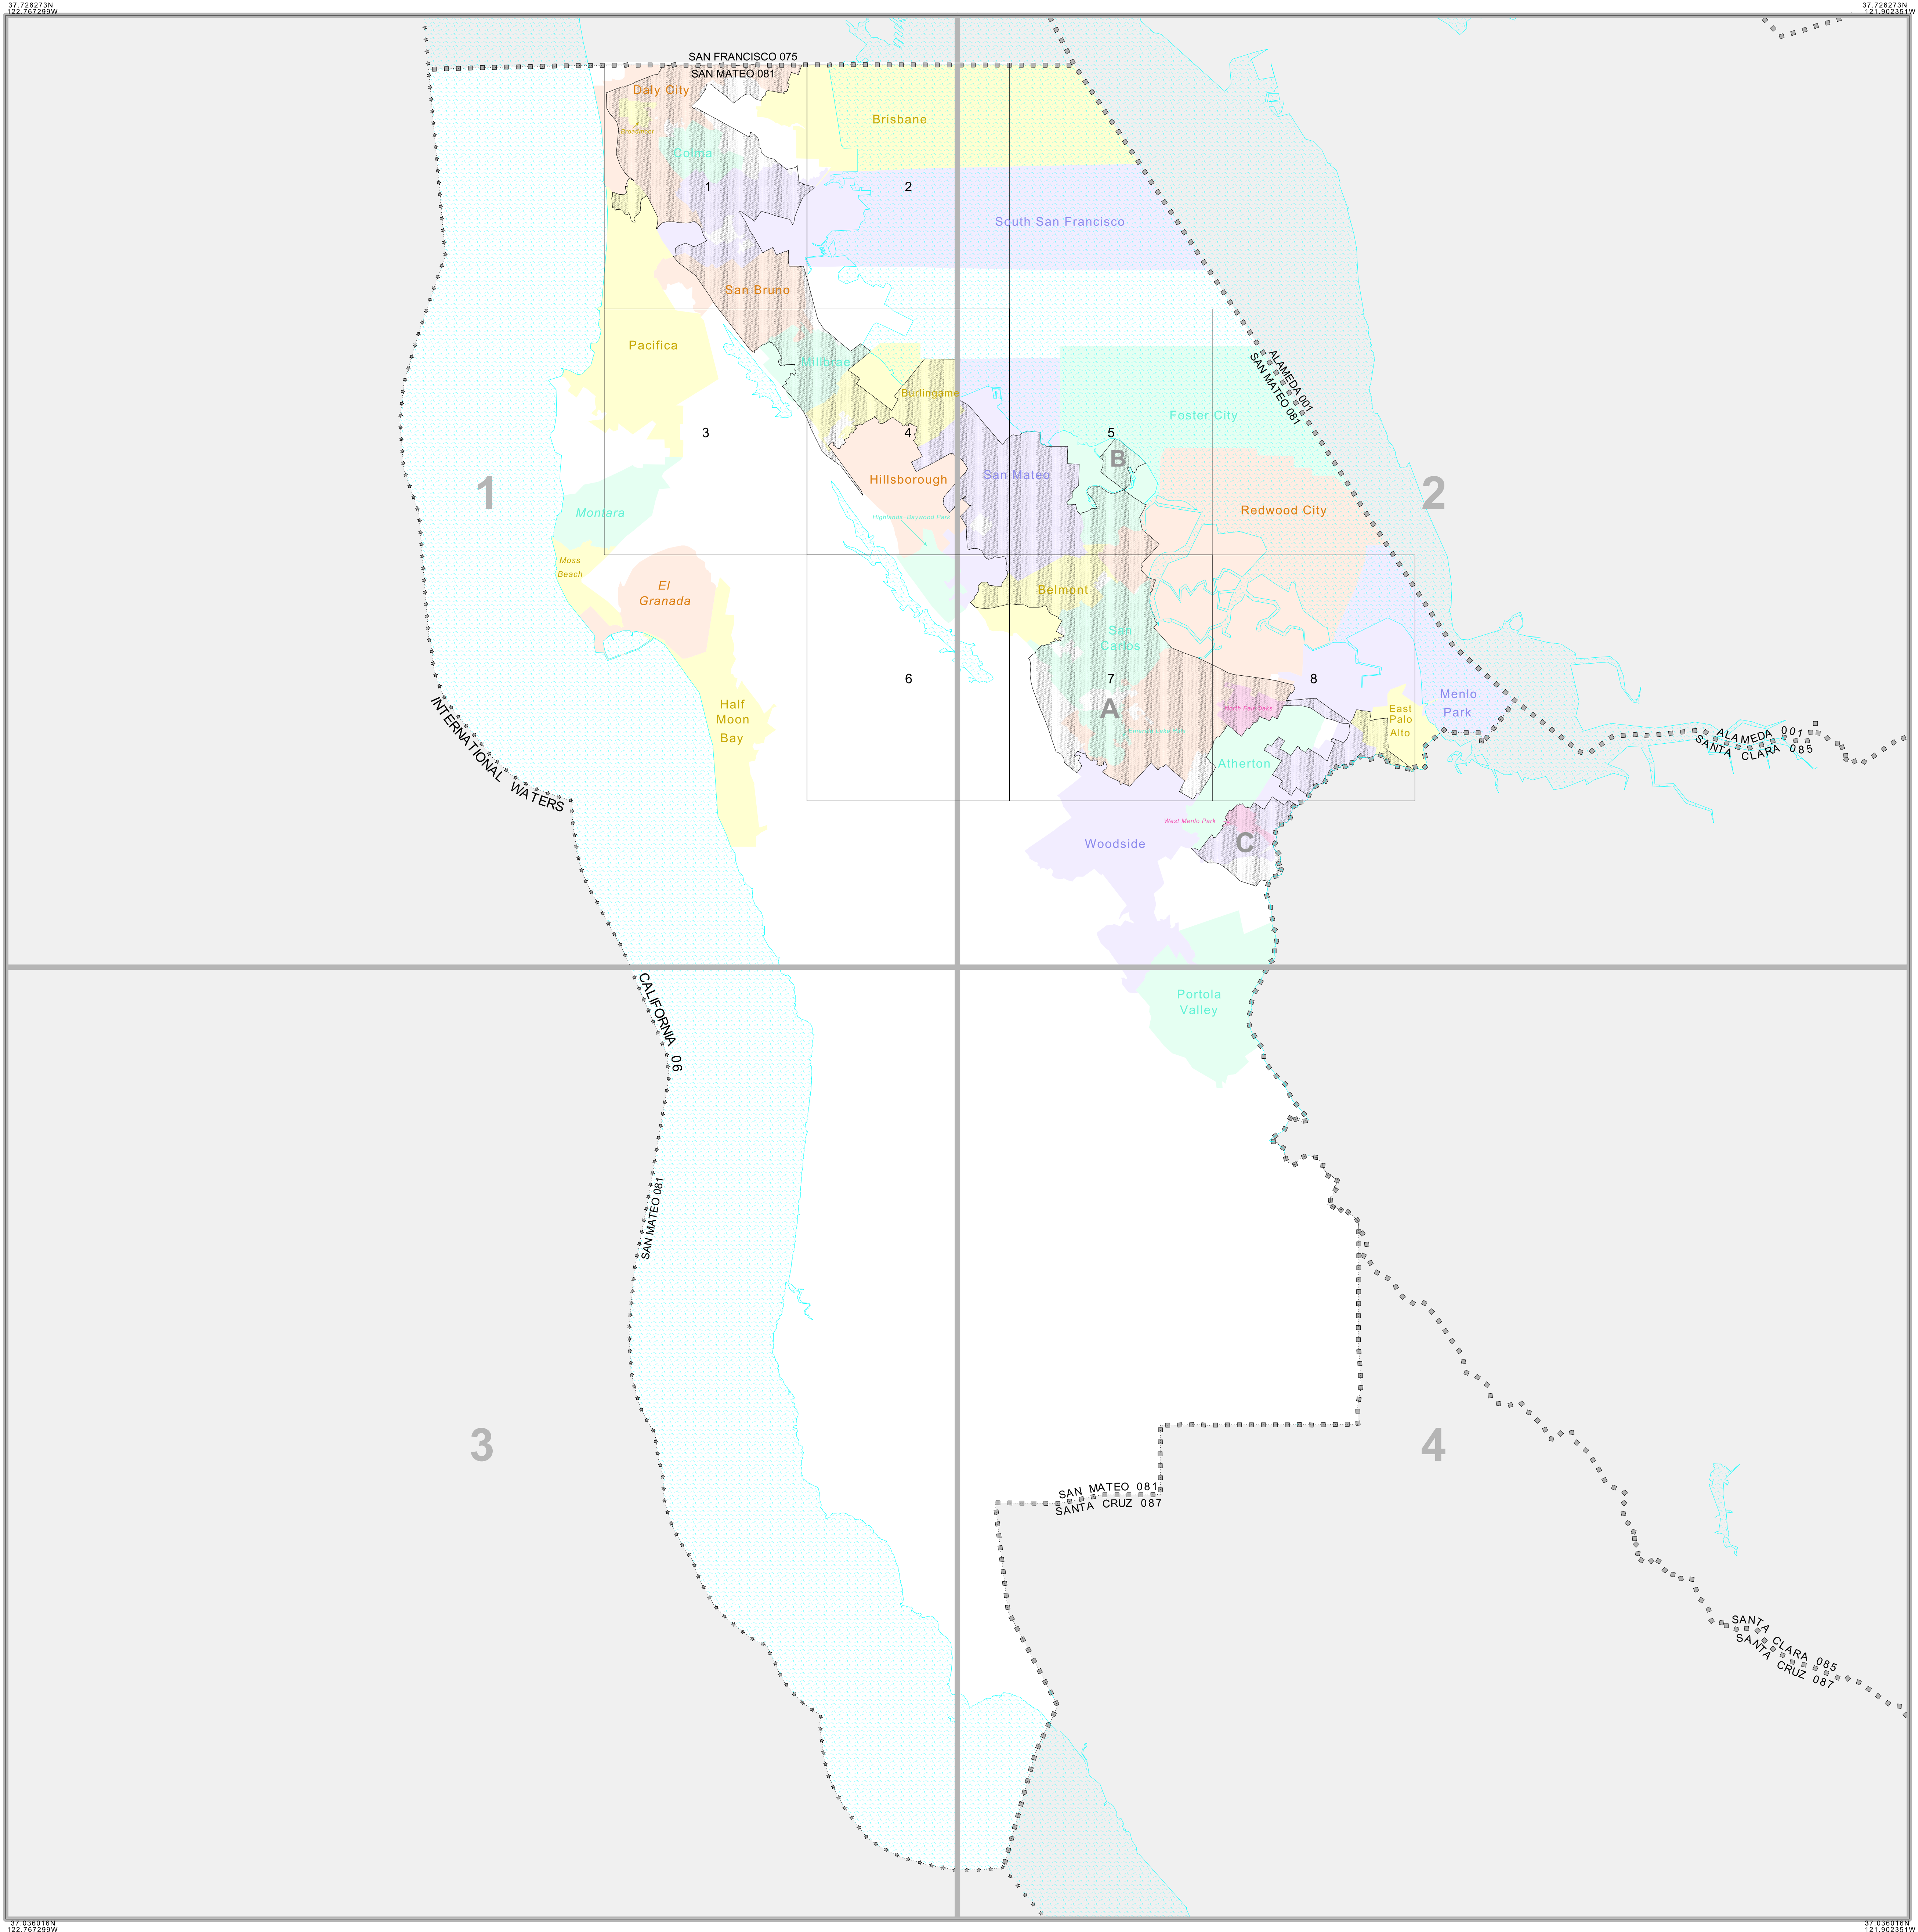 37.726273N
122.767299W
37.726273N
121.902351W
SAN FRANCISCO 075
SAN MATEO 081
Daly City
Broadmoor
Brisbane
Colma
1
2
South San Francisco
San Bruno
Pacifica
Millbrae
ALAMEDA 001
SAN MATEO 081
Burlingame
Foster City
3
4
5
B
Hillsborough
San Mateo
1
2
Montara
Highlands-Baywood Park
Redwood City
Moss
Beach
El
Granada
Belmont
San
Carlos
6
7
8
Half
Moon
Bay
A
North Fair Oaks
Menlo
Park
East
Palo
Alto
Emerald Lake Hills
ALAMEDA 001
SANTA CLARA 085
INTERNATIONAL WATERS
Atherton
West Menlo Park
Woodside
C
CALIFORNIA 06
Portola
Valley
SAN MATEO 081
3
4
SAN MATEO 081
SANTA CRUZ 087
SANTA CLARA 085
SANTA CRUZ 087
37.036016N
122.767299W
37.036016N
121.902351W